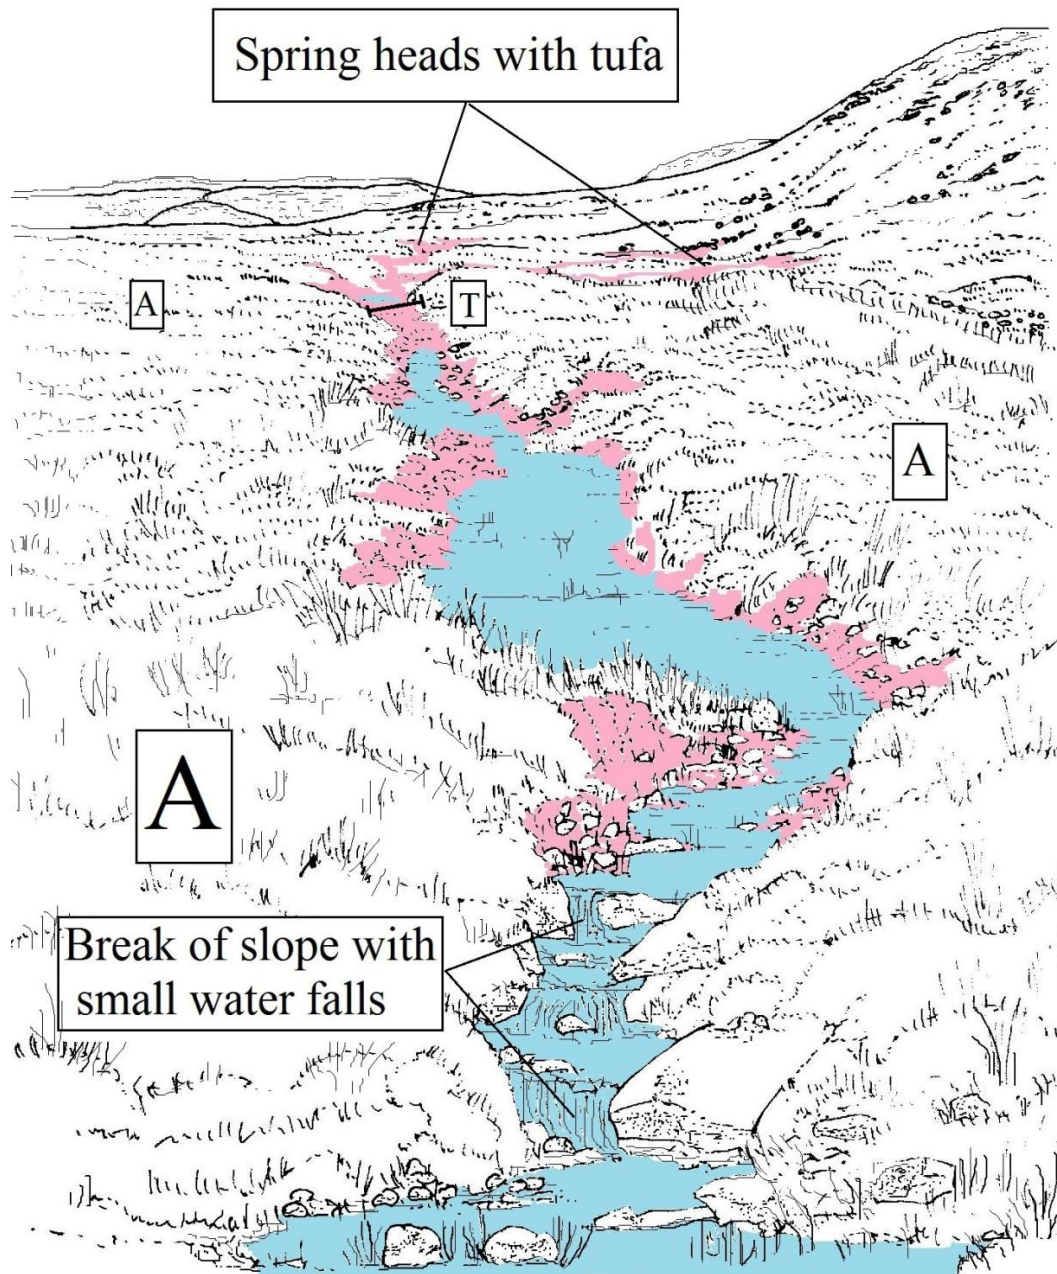 Spring heads with tufa
A
T
A
A
Break of slope with
small water falls